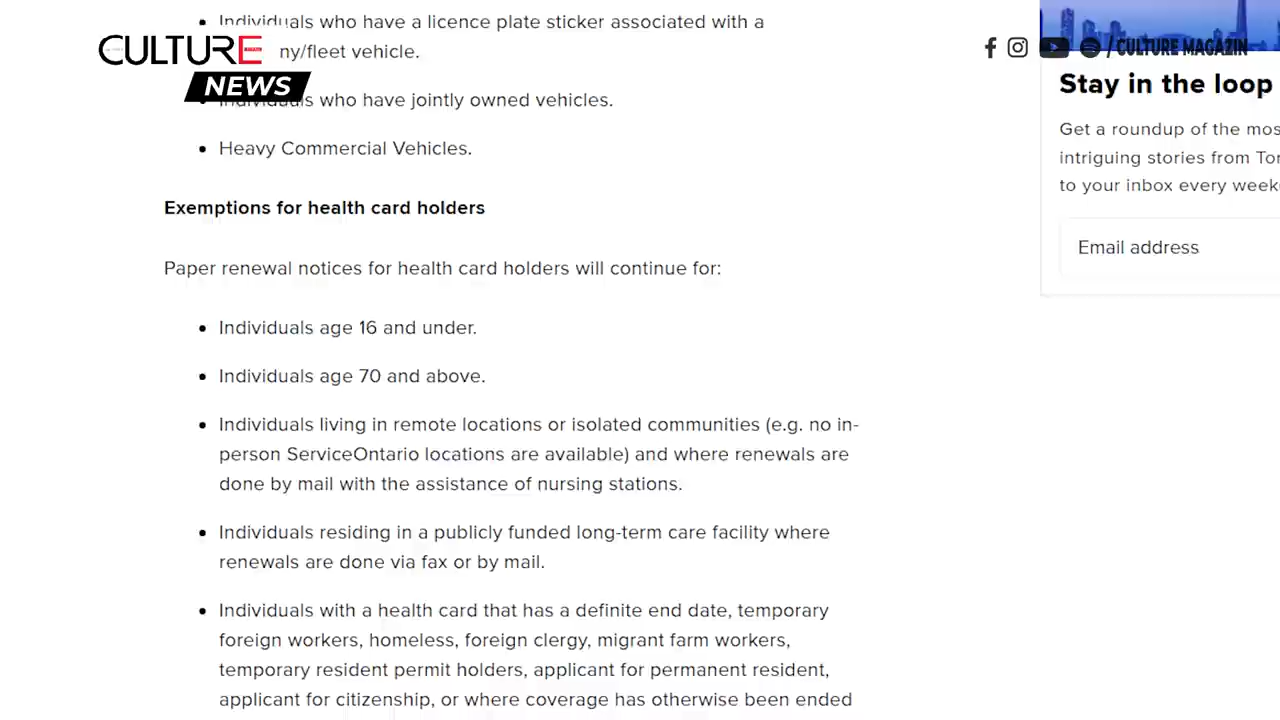 Individuals who have a licence plate sticker associated with a
ny/fleet vehicle.
CULTURE
NEWS
/ CULTURE MAGAZIN
Individuals who have jointly owned vehicles.
Heavy Commercial Vehicles.
Exemptions for health card holders
Paper renewal notices for health card holders will continue for:
Individuals age 16 and under.
Individuals age 70 and above.
Individuals living in remote locations or isolated communities (e.g. no in-
person ServiceOntario locations are available) and where renewals are
done by mail with the assistance of nursing stations.
Individuals residing in a publicly funded long-term care facility where
renewals are done via fax or by mail.
Individuals with a health card that has a definite end date, temporary
foreign workers, homeless, foreign clergy, migrant farm workers,
temporary resident permit holders, applicant for permanent resident,
applicant for citizenship, or where coverage has otherwise been ended
Stay in the loop
Get a roundup of the mos
intriguing stories from Tor
to your inbox every week
Email address